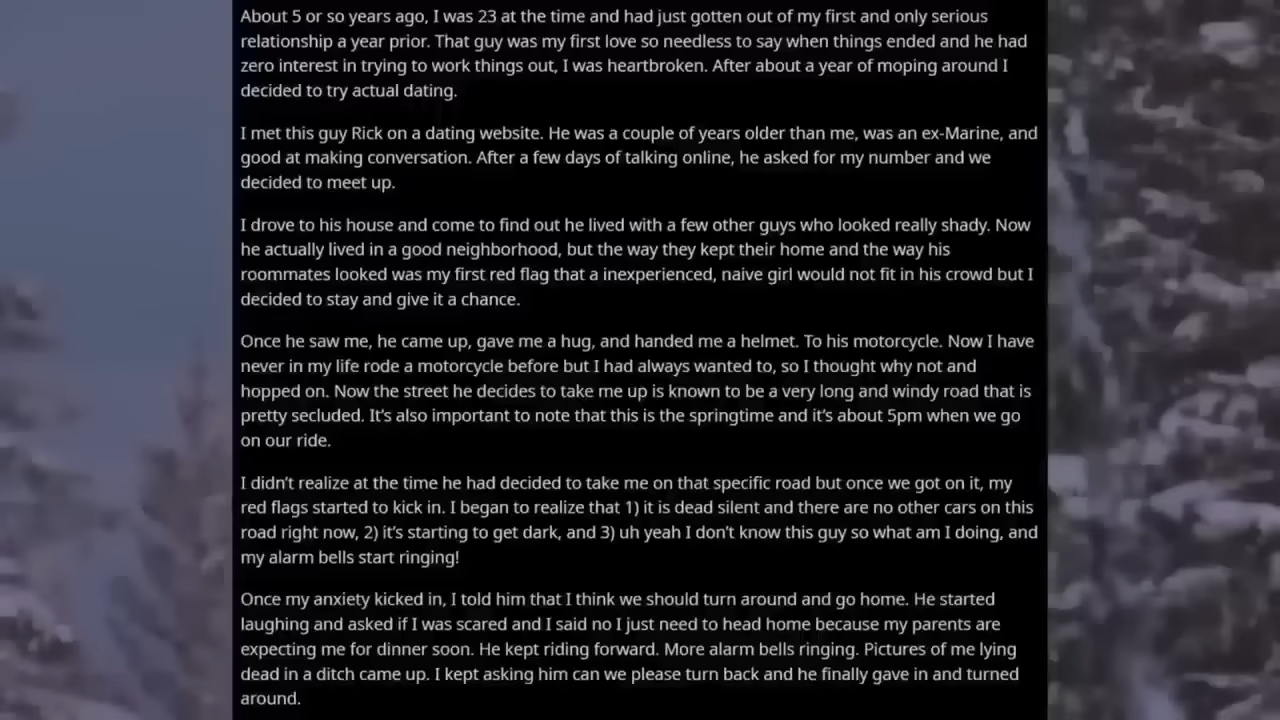 About 5 or so years ago, I was 23 at the time and had just gotten out of my first and only serious
relationship a year prior. That guy was my first love so needless to say when things ended and he had
zero interest in trying to work things out, I was heartbroken. After about a year of moping around I
decided to try actual dating.
I met this guy Rick on a dating website. He was a couple of years older than me, was an ex-Marine, and
good at making conversation. After a few days of talking online, he asked for my number and we
decided to meet up.
I drove to his house and come to find out he lived with a few other guys who looked really shady. Now
he actually lived in a good neighborhood, but the way they kept their home and the way his
roommates looked was my first red flag that a inexperienced, naive girl would not fit in his crowd but I
decided to stay and give it a chance.
Once he saw me, he came up, gave me a hug, and handed me a helmet. To his motorcycle. Now I have
never in my life rode a motorcycle before but I had always wanted to, so I thought why not and
hopped on. Now the street he decides to take me up is known to be a very long and windy road that is
pretty secluded. It’s also important to note that this is the springtime and it’s about 5pm when we go
on our ride.
I didn’t realize at the time he had decided to take me on that specific road but once we got on it, my
red flags started to kick in. I began to realize that 1) it is dead silent and there are no other cars on this
road right now, 2) it’s starting to get dark, and 3) uh yeah I don’t know this guy so what am I doing, and
my alarm bells start ringing!
Once my anxiety kicked in, I told him that I think we should turn around and go home. He started
laughing and asked if I was scared and I said no I just need to head home because my parents are
expecting me for dinner soon. He kept riding forward. More alarm bells ringing. Pictures of me lying
dead in a ditch came up. I kept asking him can we please turn back and he finally gave in and turned
around.